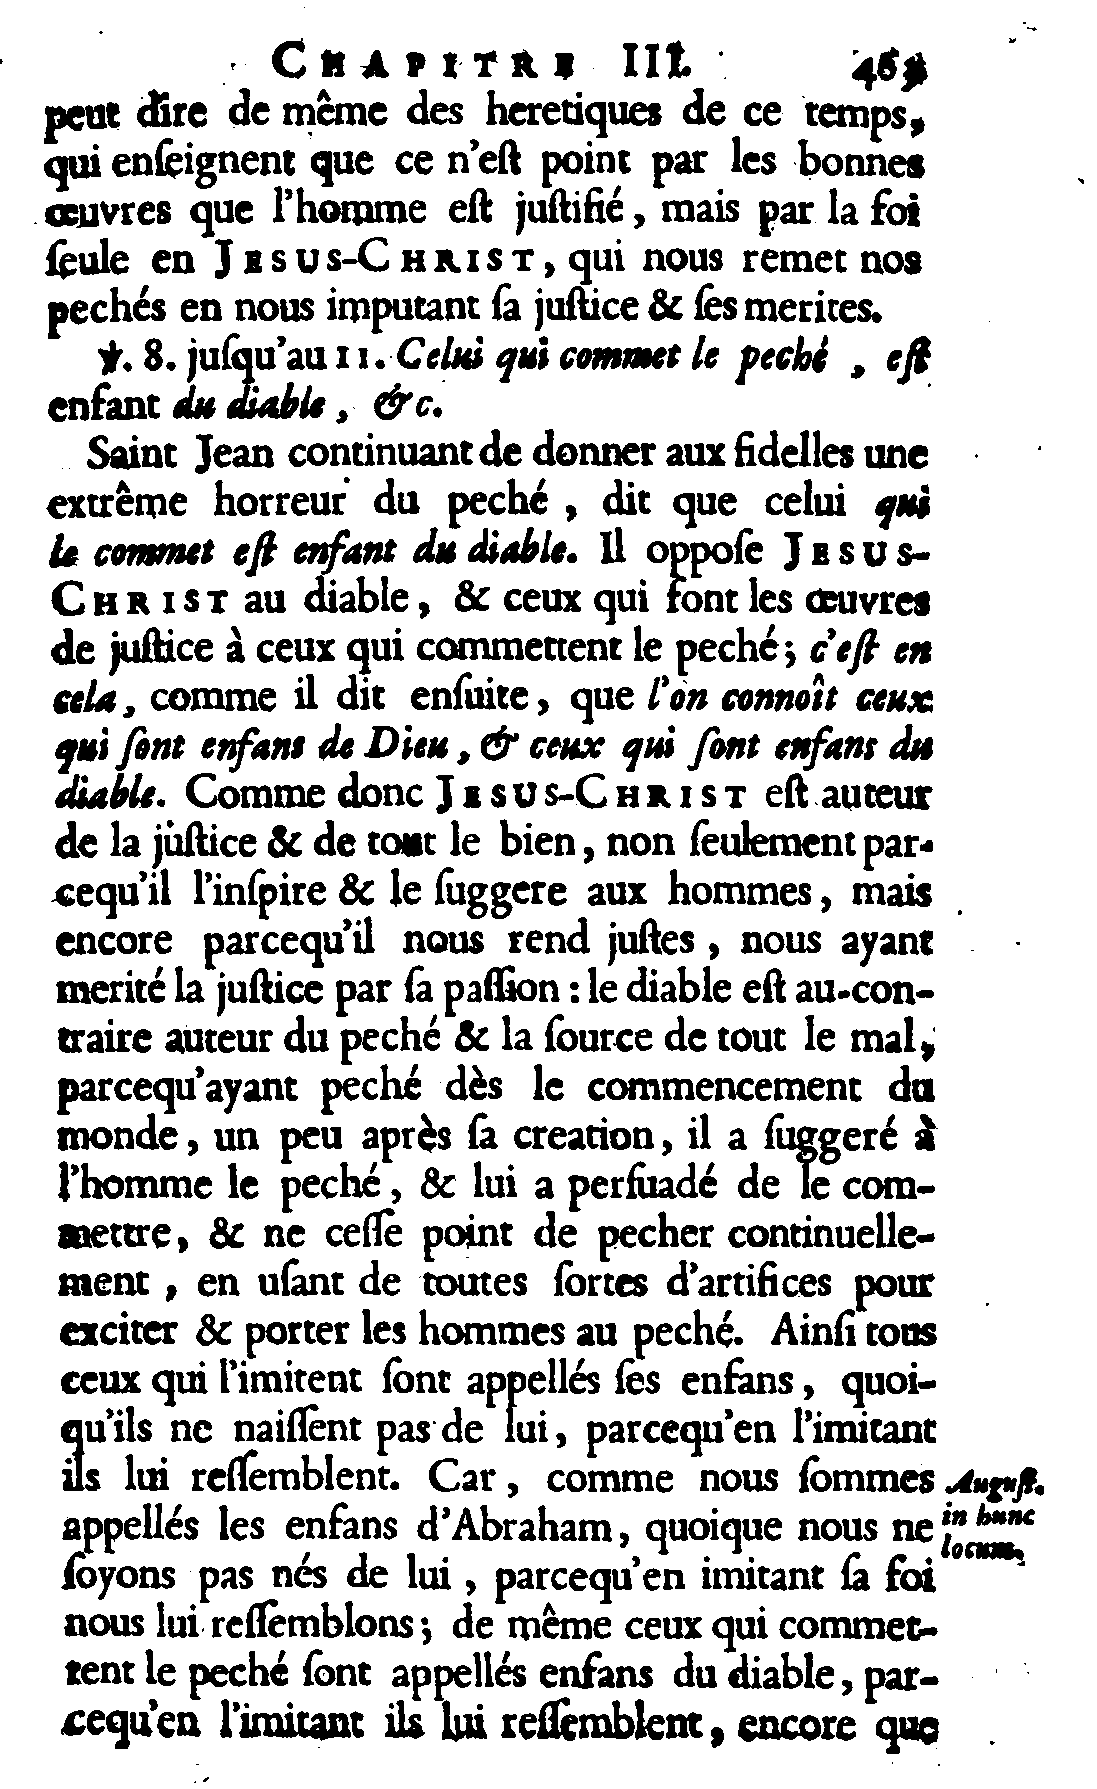 CHAPITRE III.
peut dire de même des heretiques de ce temps,
qui enſeignent que ce n'eſt point par les bonnes
œuvres que l'homme eſt juſtifié, mais par la foi
ſeule en JESUS-CHRIST, qui nous remet nos
pechés en nous imputant ſa juſtice & ſes merites.
℣. 8. juſqu'au 11. Celui qui commet le peché, eſt
enfant du diable, &c.
Saint Jean continuant de donner aux fidelles une
extrême horreur du peché, dit que celui qui
le commet eſt enfant du diable. Il oppoſe JESUS-
CHRIST au diable, & ceux qui font les œuvres
de juſtice à ceux qui commettent le peché; c'eſt en
cela, comme il dit enſuite, que l'on connoît ceux
qui ſont enfans de Dieu, & ceux qui ſont enfans du
diable. Comme donc JESUS-CHRIST eſt auteur
de la juſtice & de tout le bien, non ſeulement par-
cequ'il l'inſpire & le ſuggere aux hommes, mais
encore parcequ'il nous rend juſtes, nous ayant
merité la juſtice par ſa paſſion: le diable eſt au-con-
traire auteur du peché & la ſource de tout le mal,
parcequ'ayant peché dès le commencement du
monde, un peu après ſa creation, il a ſuggeré à
l'homme le peché, & lui a perſuadé de le com-
mettre, & ne ceſſe point de pecher continuelle-
ment, en uſant de toutes ſortes d'artifices pour
exciter & porter les hommes au peché. Ainſi tous
ceux qui l'imitent ſont appellés ſes enfans, quoi-
qu'ils ne naiſſent pas de lui, parcequ'en l'imitant
ils lui reſſemblent. Car, comme nous ſommes
appellés les enfans d'Abraham, quoique nous ne
ſoyons pas nés de lui, parcequ'en imitant ſa foi
nous lui reſſemblons; de même ceux qui commet-
tent le peché ſont appellés enfans du diable, par-
cequ'en l'imitant ils lui reſſemblent, encore que
Auguſt.
in hunc
locum.